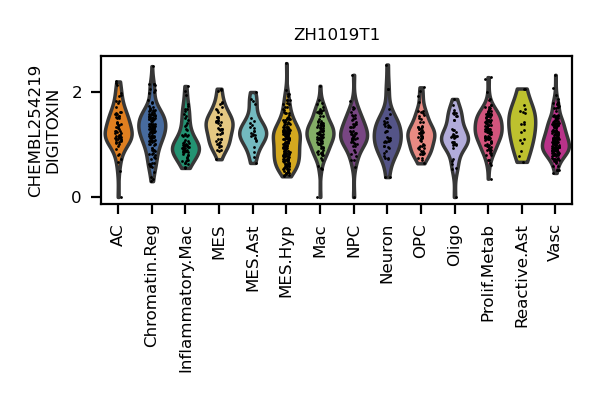 ZH1019T1
CHEMBL254219
DIGITOXIN
2
0
AC
Chromatin.Reg
Inflammatory.Mac
MES
MES.Ast
MES.Hyp
Mac
NPC
Neuron
OPC
Oligo
Prolif.Metab
Reactive.Ast
Vasc